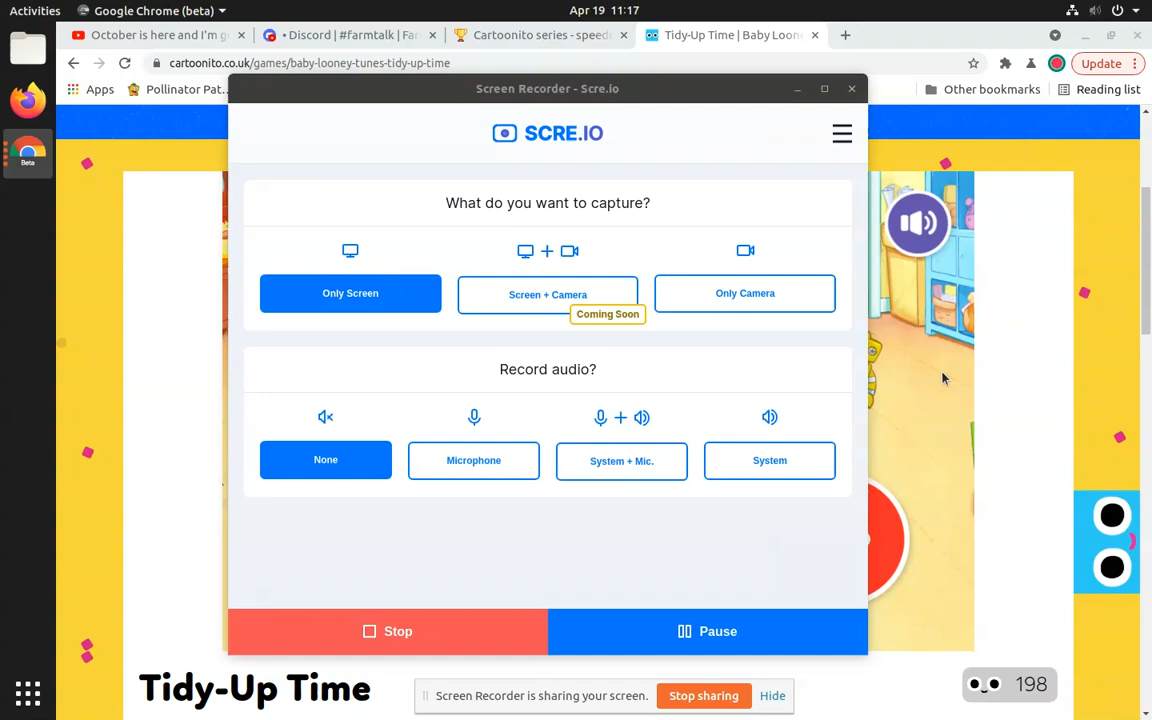 Activities
Google Chrome (beta)
Apr 19 11:17
October is here and I'm g
• Discord | #farmtalk | Far
Cartoonito series - speed
Tidy-Up Time | Baby Loone
cartoonito.co.uk/games/baby-looney-tunes-tidy-up-time
Update
Apps
Pollinator Pat...
Other bookmarks
Reading list
Screen Recorder - Scre.io
SCRE.IO
What do you want to capture?
Only Screen
Screen + Camera
Only Camera
Coming Soon
Record audio?
None
Microphone
System + Mic.
System
Stop
Pause
Beta
Tidy-Up Time
198
Screen Recorder is sharing your screen.
Stop sharing
Hide